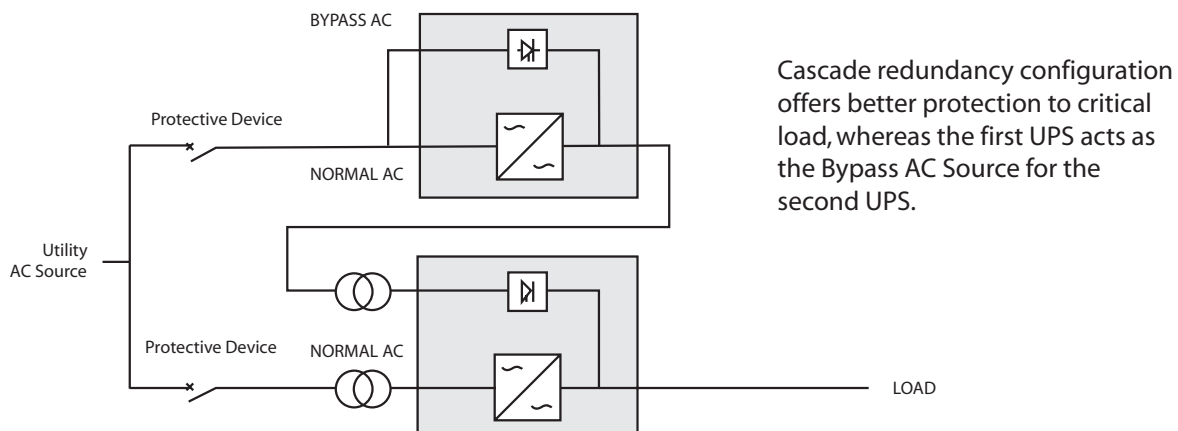 BYPASS AC
Cascade redundancy configuration
offers better protection to critical
load, whereas the first UPS acts as
the Bypass AC Source for the
second UPS.
Protective Device
NORMAL AC
Utility
AC Source
Protective Device
NORMAL AC
LOAD